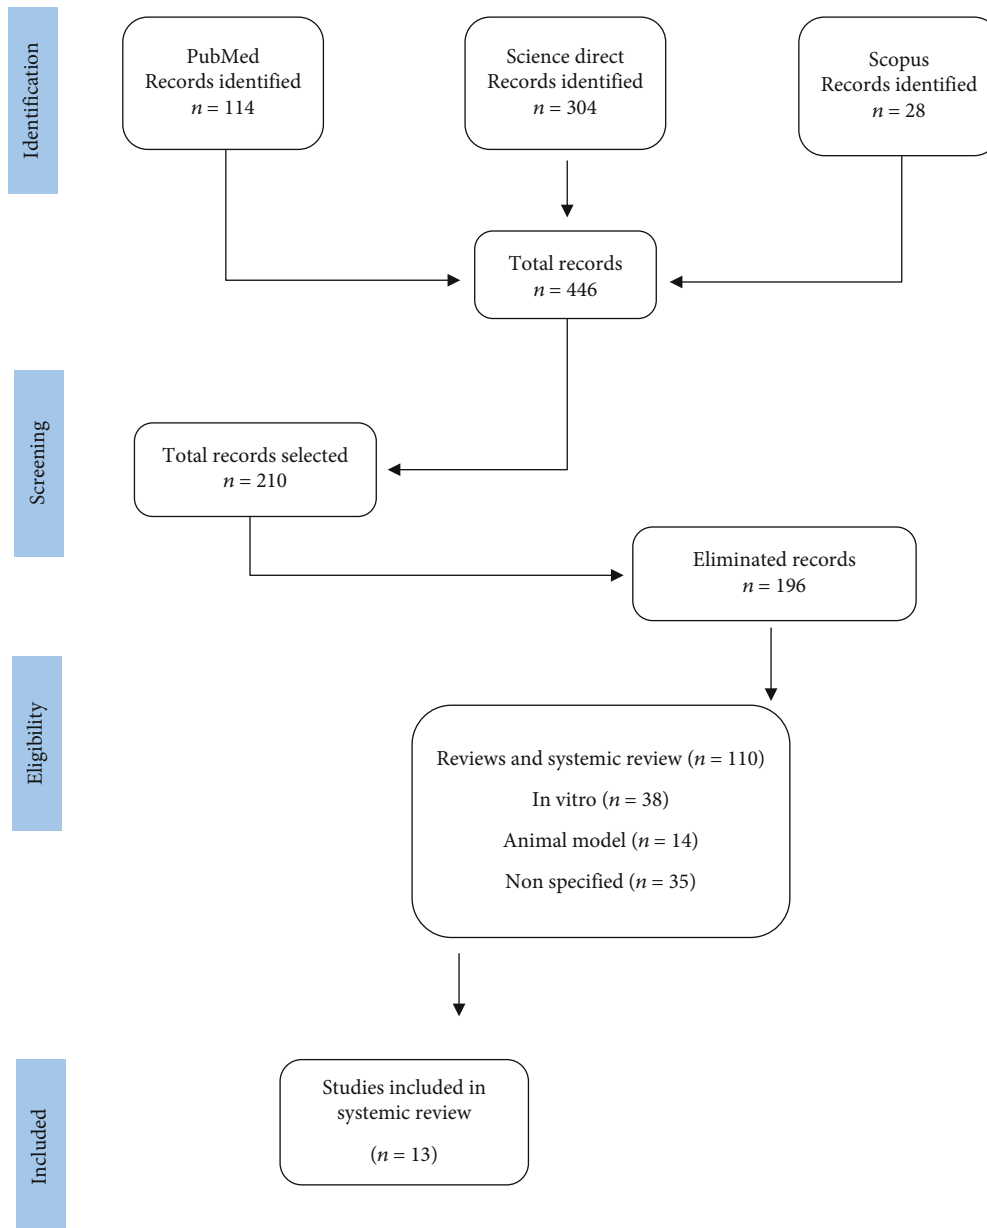 Identification
PubMed
Records identified
n = 114
Science direct
Records identified
n = 304
Scopus
Records identified
n = 28
Total records
n = 446
Screening
Total records selected
n = 210
Eliminated records
n = 196
Eligibility
Reviews and systemic review (n = 110)
In vitro (n = 38)
Animal model (n = 14)
Non specified (n = 35)
Included
Studies included in
systemic review
(n = 13)